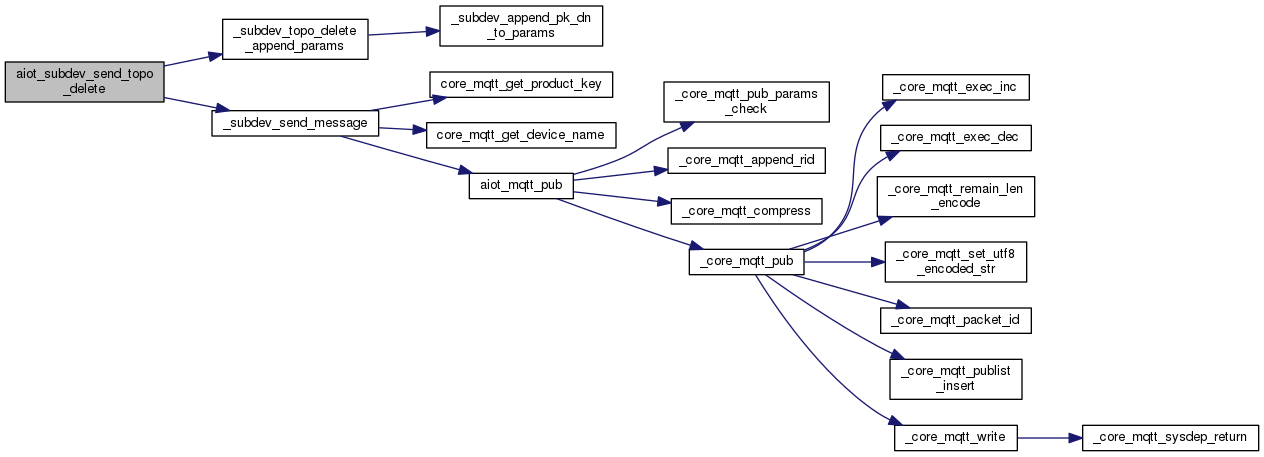 aiot_subdev_send_topo
_delete
_subdev_topo_delete
_append_params
_subdev_append_pk_dn
_to_params
_subdev_send_message
core_mqtt_get_product_key
core_mqtt_get_device_name
aiot_mqtt_pub
_core_mqtt_pub_params
_check
_core_mqtt_append_rid
_core_mqtt_compress
_core_mqtt_pub
_core_mqtt_exec_inc
_core_mqtt_exec_dec
_core_mqtt_remain_len
_encode
_core_mqtt_set_utf8
_encoded_str
_core_mqtt_packet_id
_core_mqtt_publist
_insert
_core_mqtt_write
_core_mqtt_sysdep_return